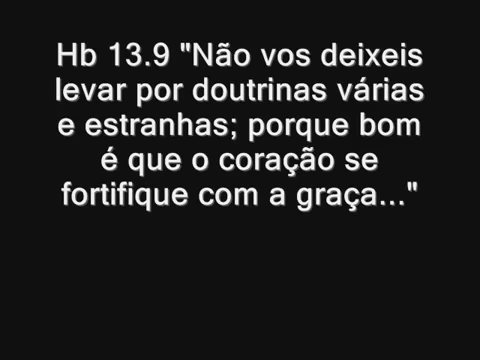 Hb 13.9 "Não vos deixeis
levar por doutrinas várias
e estranhas; porque bom
é que o coração se
fortifique com a graça..."